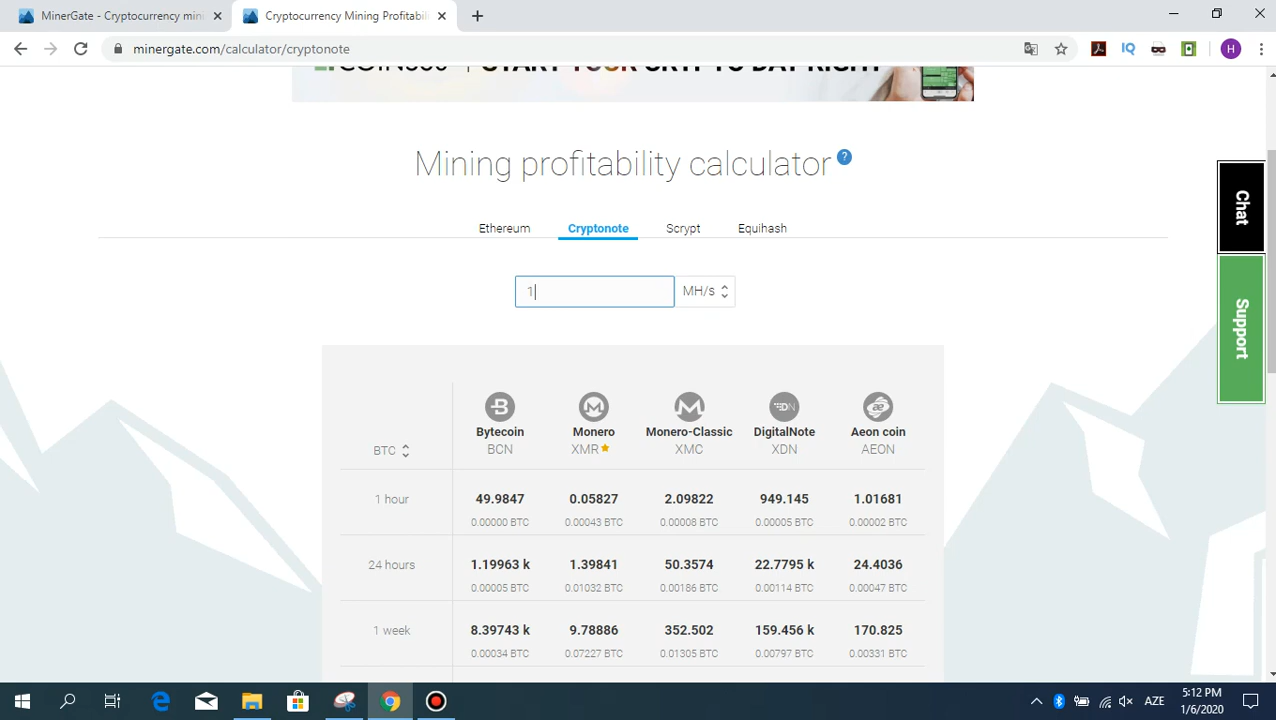 MinerGate - Cryptocurrency min
Cryptocurrency Mining Profitabil
minergate.com/calculator/cryptonote
IQ
H
START YOUR CRYPTO DAY RIGHT
Mining profitability calculator ?
Ethereum Cryptonote Scrypt Equihash
1 MH/s
Chat
Support
Bytecoin Monero Monero-Classic DigitalNote Aeon coin
BTC BCN XMR XMC XDN AEON
1 hour 49.9847 0.05827 2.09822 949.145 1.01681
0.00000 BTC 0.00043 BTC 0.00008 BTC 0.00005 BTC 0.00002 BTC
24 hours 1.19963 k 1.39841 50.3574 22.7795 k 24.4036
0.00005 BTC 0.01032 BTC 0.00186 BTC 0.00114 BTC 0.00047 BTC
1 week 8.39743 k 9.78886 352.502 159.456 k 170.825
0.00034 BTC 0.07227 BTC 0.01305 BTC 0.00797 BTC 0.00331 BTC
AZE
5:12 PM
1/6/2020